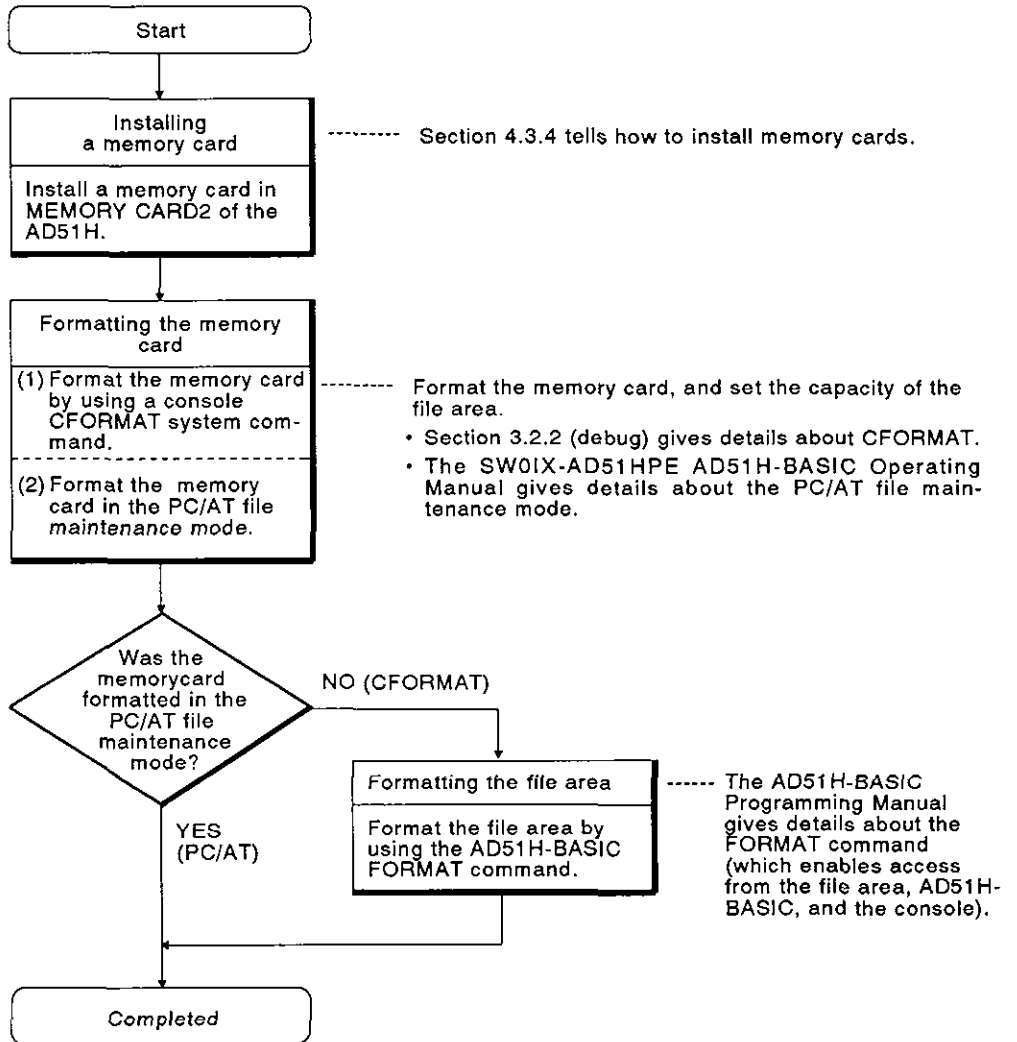 Start
Installing
a memory card
Install a memory card in
MEMORY CARD2 of the
AD51H.
Section 4.3.4 tells how to install memory cards.
Formatting the memory
card
(1) Format the memory card
by using a console
CFORMAT system com-
mand.
(2) Format the memory
card in the PC/AT file
maintenance mode.
Format the memory card, and set the capacity of the
file area.
• Section 3.2.2 (debug) gives details about CFORMAT.
• The SW0IX-AD51HPE AD51H-BASIC Operating
Manual gives details about the PC/AT file main-
tenance mode.
Was the
memorycard
formatted in the
PC/AT file
maintenance
mode?
NO (CFORMAT)
YES
(PC/AT)
Formatting the file area
Format the file area by
using the AD51H-BASIC
FORMAT command.
The AD51H-BASIC
Programming Manual
gives details about the
FORMAT command
(which enables access
from the file area, AD51H-
BASIC, and the console).
Completed